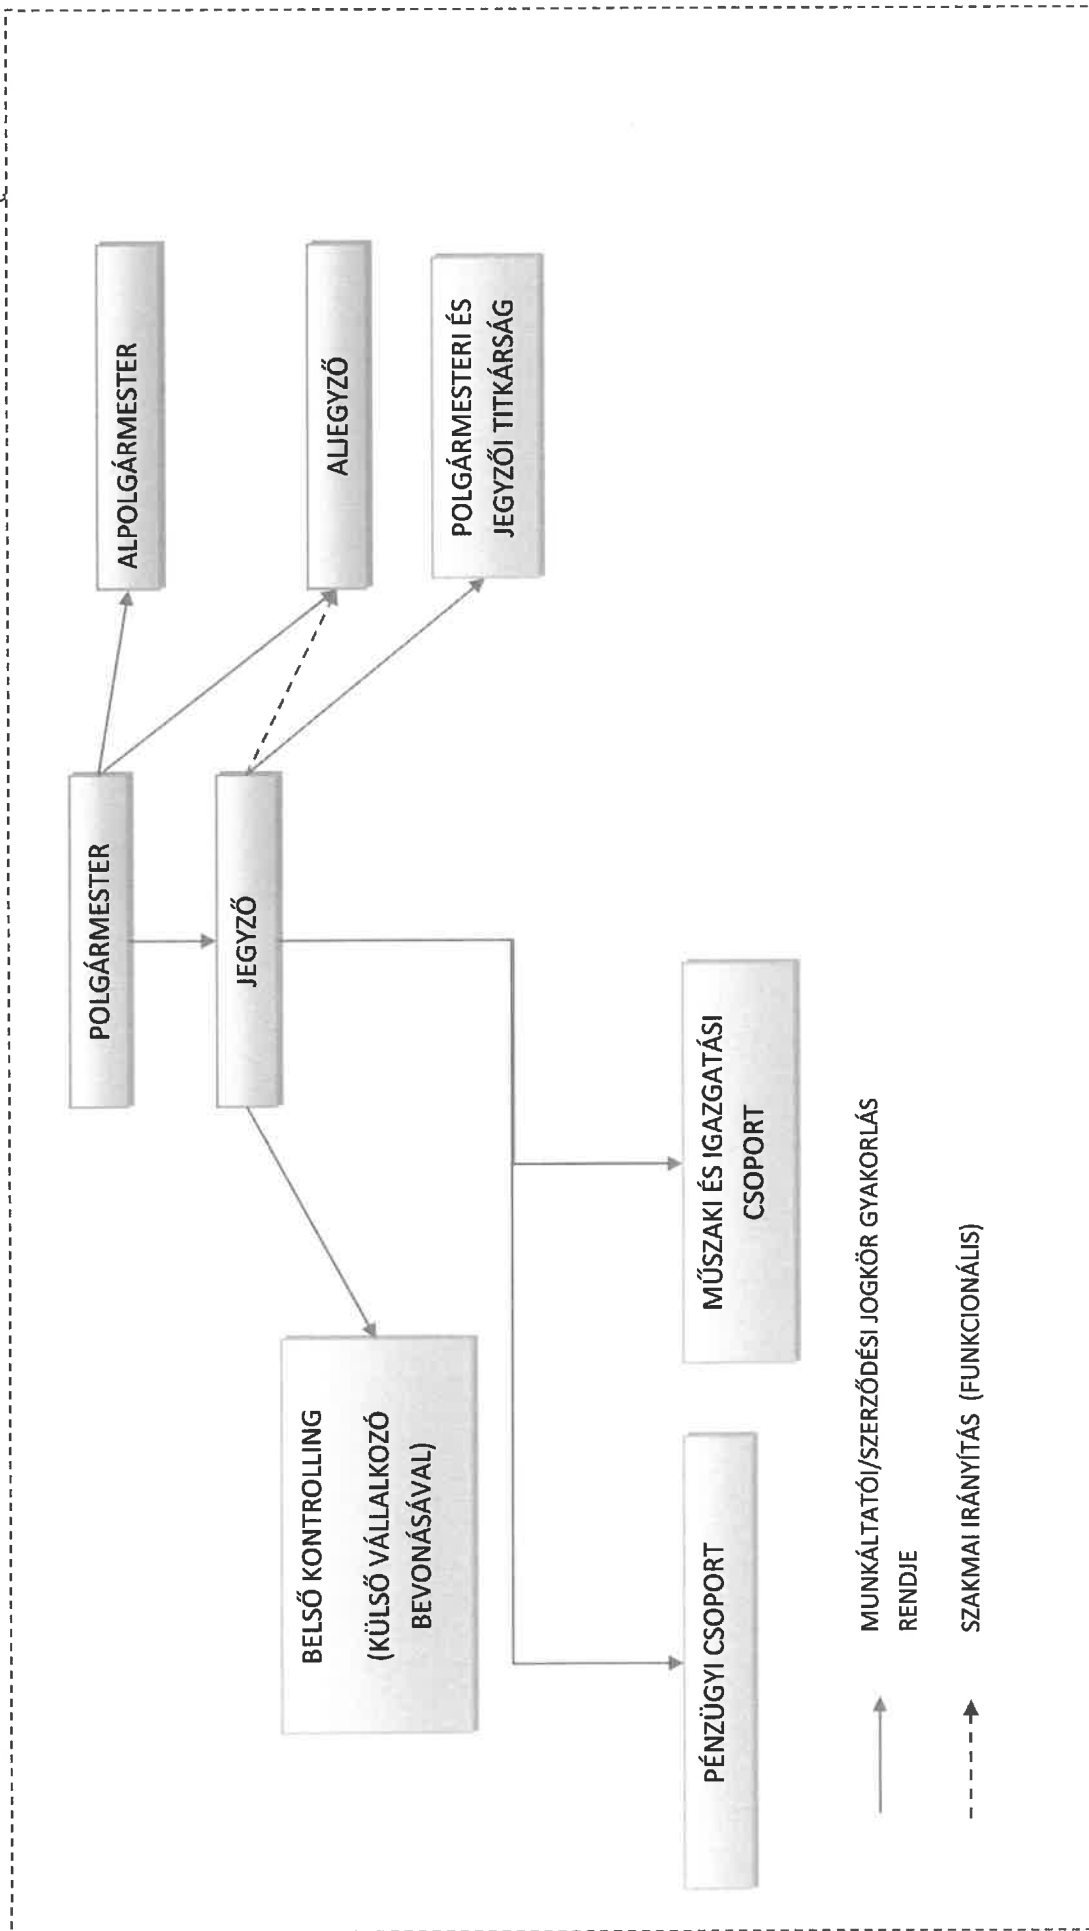 POLGÁRMESTER
ALPOLGÁRMESTER
JEGYZŐ
ALJEGYZŐ
POLGÁRMESTERI ÉS
JEGYZŐI TITKÁRSÁG
BELSŐ KONTROLLING
(KÜLSŐ VÁLLALKOZÓ
BEVONÁSÁVAL)
PÉNZÜGYI CSOPORT
MŰSZAKI ÉS IGAZGATÁSI
CSOPORT
MUNKÁLTATÓI/SZERZŐDÉSI JOGKÖR GYAKORLÁS
RENDJE
SZAKMAI IRÁNYÍTÁS (FUNKCIONÁLIS)